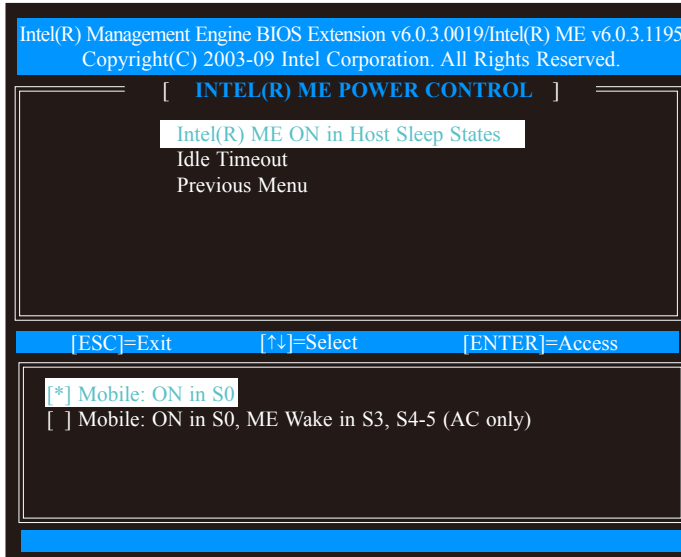 Intel(R) Management Engine BIOS Extension v6.0.3.0019/Intel(R) ME v6.0.3.1195
Copyright(C) 2003-09 Intel Corporation. All Rights Reserved.
[ INTEL(R) ME POWER CONTROL ]
Intel(R) ME ON in Host Sleep States
Idle Timeout
Previous Menu
[ESC]=Exit [↑↓]=Select [ENTER]=Access
[*] Mobile: ON in S0
[ ] Mobile: ON in S0, ME Wake in S3, S4-5 (AC only)